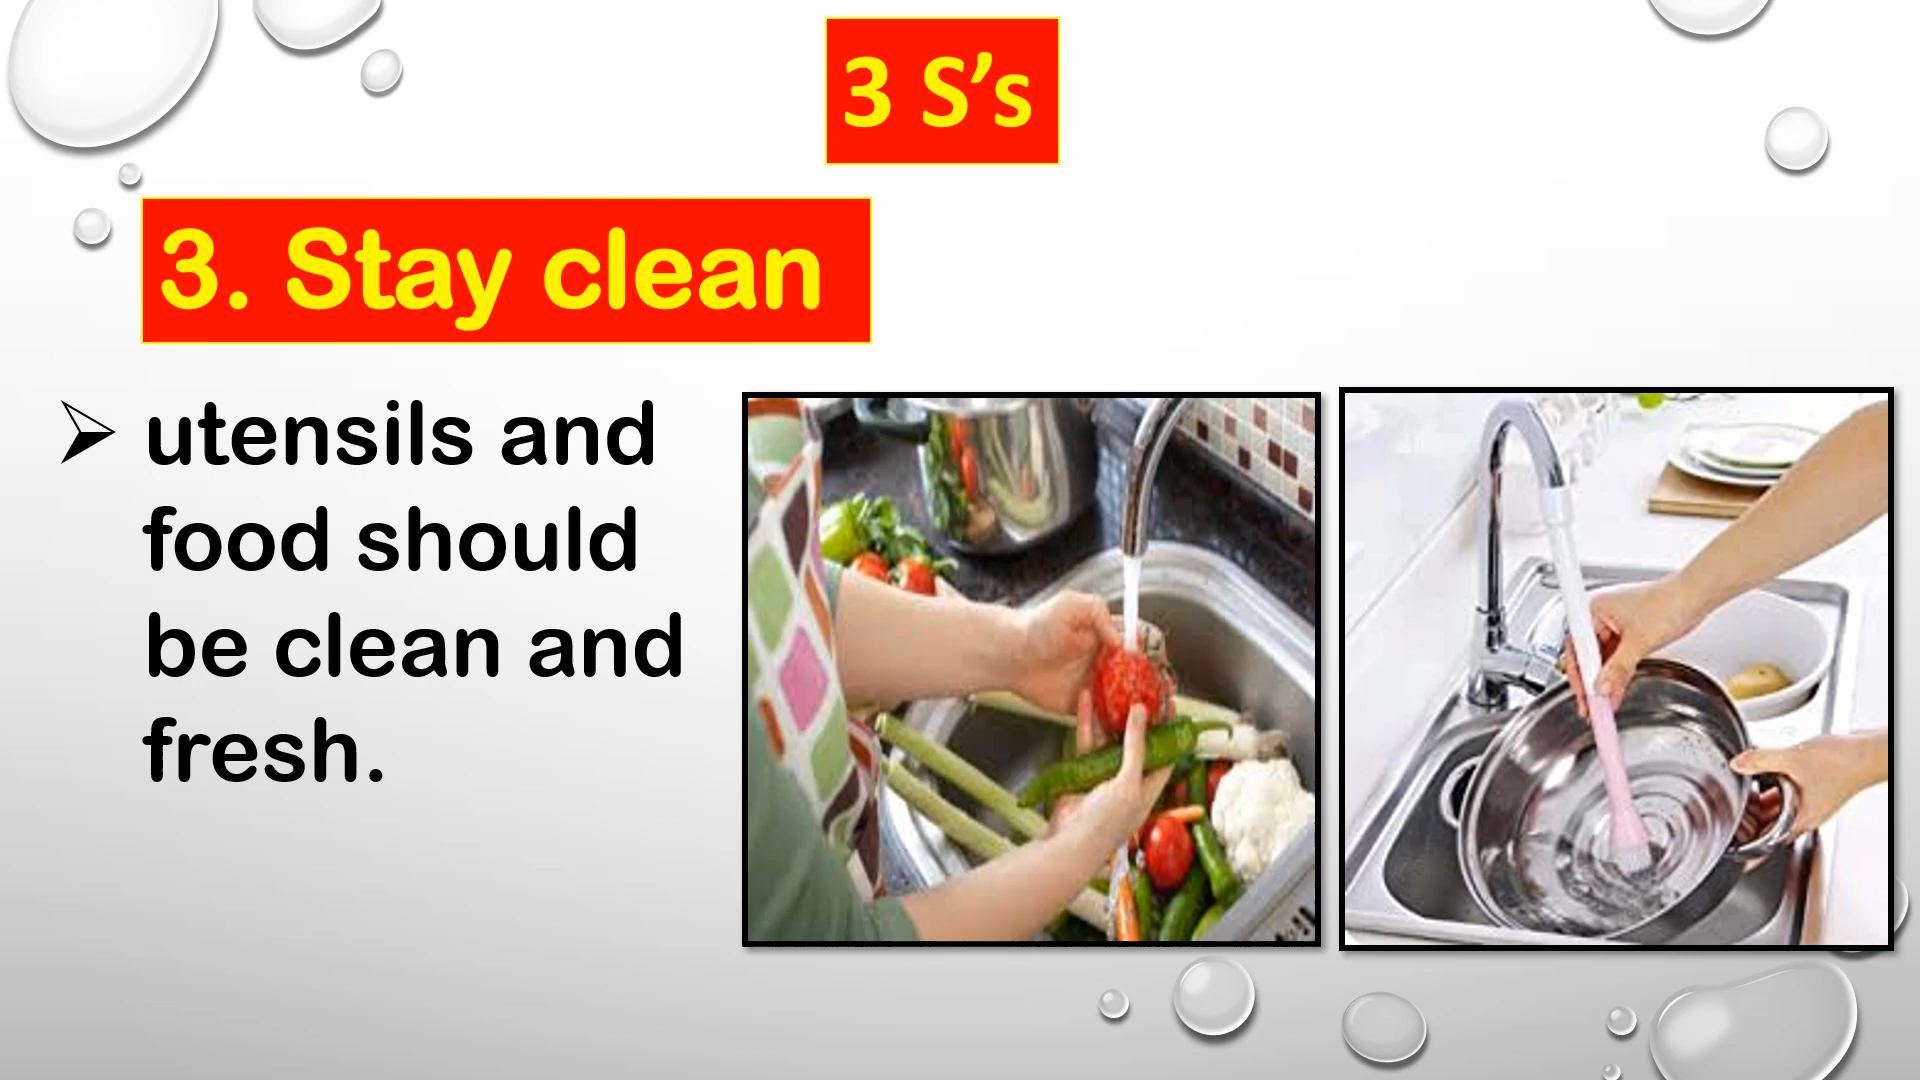 3 S’s
3. Stay clean
utensils and
food should
be clean and
fresh.